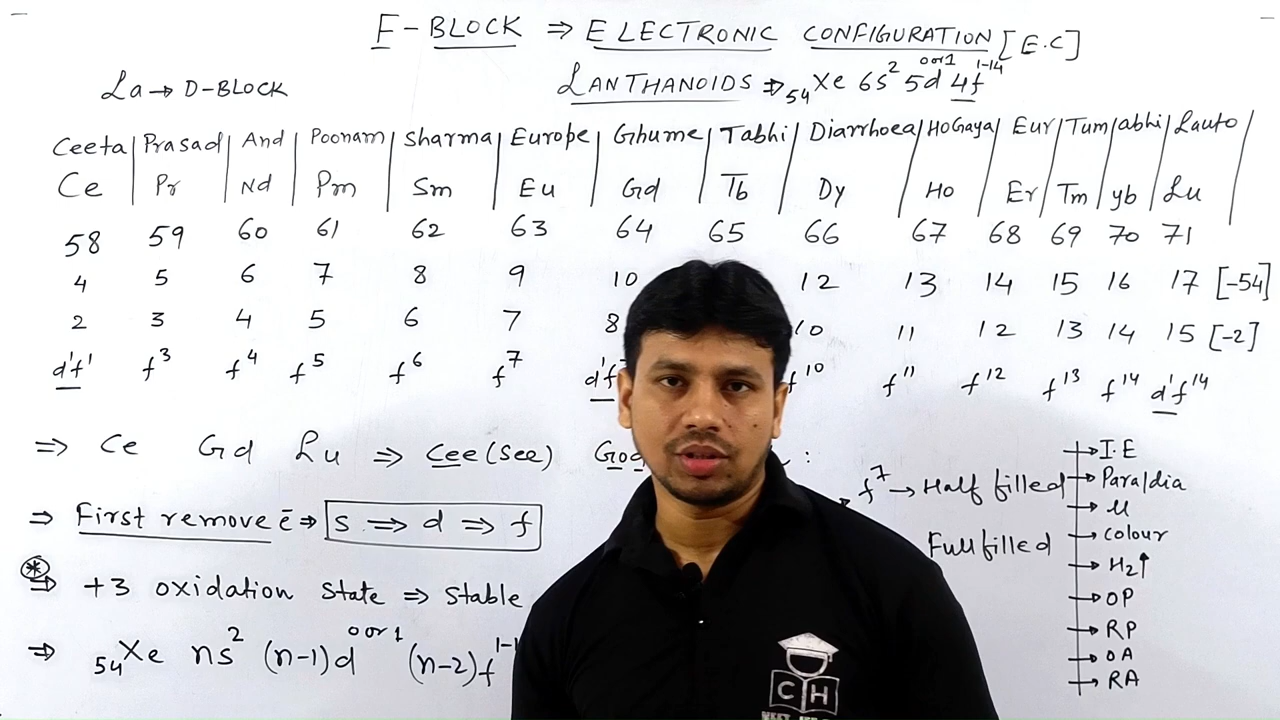 F-BLOCK ⇒ ELECTRONIC CONFIGURATION [E.C]
La → D-BLOCK
LANTHANOIDS ⇒ ₅₄Xe 6s² 5d⁰ ᵒʳ ¹ 4f¹⁻¹⁴
Ceeta | Prasad | And | Poonam | Sharma | Europe | Ghume | Tabhi | Diarrhoea | HoGaya | Eur | Tum | yabhi | Lauto
Ce | Pr | Nd | Pm | Sm | Eu | Gd | Tb | Dy | Ho | Er | Tm | yb | Lu
58 59 60 61 62 63 64 65 66 67 68 69 70 71
4 5 6 7 8 9 10 12 13 14 15 16 17 [-54]
2 3 4 5 6 7 8 10 11 12 13 14 15 [-2]
d¹f¹ f³ f⁴ f⁵ f⁶ f⁷ d¹f⁷ f¹⁰ f¹¹ f¹² f¹³ f¹⁴ d¹f¹⁴
⇒ Ce Gd Lu ⇒ Cee (See) God :
f⁷ → Half filled
Fullfilled
→ I.E
→ Para/dia
→ μ
→ colour
→ H₂↑
→ OP
→ RP
→ OA
→ RA
⇒ First remove ē ⇒ s ⇒ d ⇒ f
* ⇒ +3 oxidation state ⇒ stable
⇒ ₅₄Xe ns² (n-1)d⁰ ᵒʳ ¹ (n-2)f¹⁻¹
C H